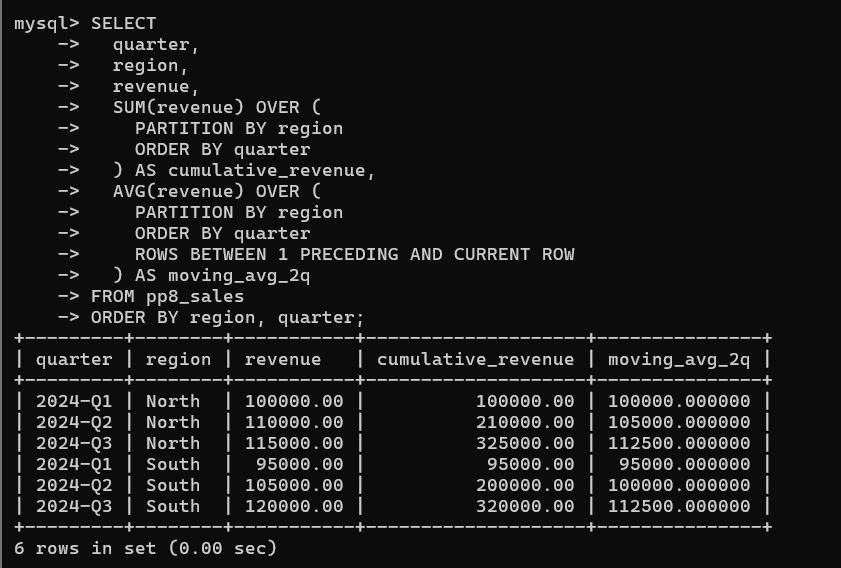 mysql> SELECT
    ->   quarter,
    ->   region,
    ->   revenue,
    ->   SUM(revenue) OVER (
    ->     PARTITION BY region
    ->     ORDER BY quarter
    ->   ) AS cumulative_revenue,
    ->   AVG(revenue) OVER (
    ->     PARTITION BY region
    ->     ORDER BY quarter
    ->     ROWS BETWEEN 1 PRECEDING AND CURRENT ROW
    ->   ) AS moving_avg_2q
    -> FROM pp8_sales
    -> ORDER BY region, quarter;
+---------+--------+-----------+--------------------+---------------+
| quarter | region | revenue   | cumulative_revenue | moving_avg_2q |
+---------+--------+-----------+--------------------+---------------+
| 2024-Q1 | North  | 100000.00 |          100000.00 | 100000.000000 |
| 2024-Q2 | North  | 110000.00 |          210000.00 | 105000.000000 |
| 2024-Q3 | North  | 115000.00 |          325000.00 | 112500.000000 |
| 2024-Q1 | South  |  95000.00 |           95000.00 |  95000.000000 |
| 2024-Q2 | South  | 105000.00 |          200000.00 | 100000.000000 |
| 2024-Q3 | South  | 120000.00 |          320000.00 | 112500.000000 |
+---------+--------+-----------+--------------------+---------------+
6 rows in set (0.00 sec)